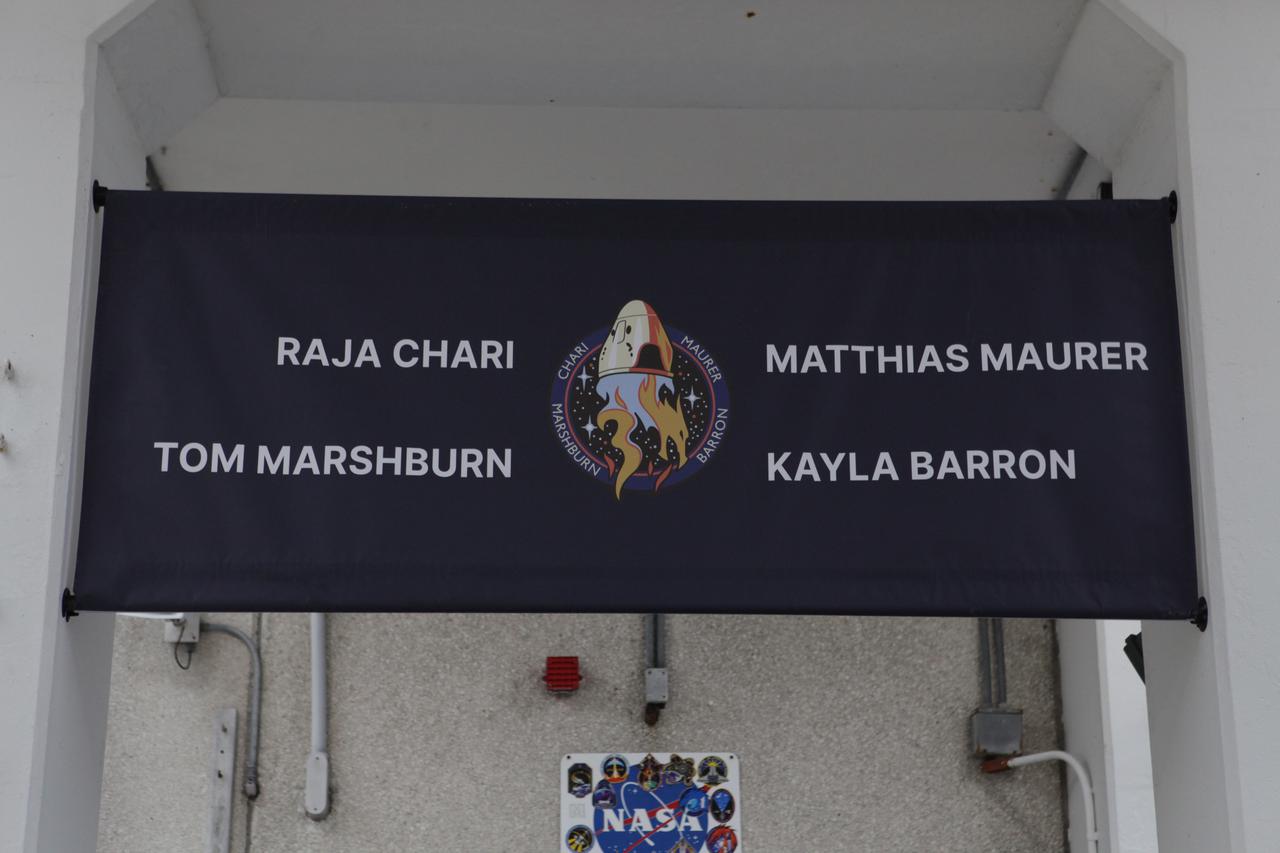 RAJA CHARI
TOM MARSHBURN
CHARI
MAURER
MARSHBURN
BARRON
MATTHIAS MAURER
KAYLA BARRON
NASA